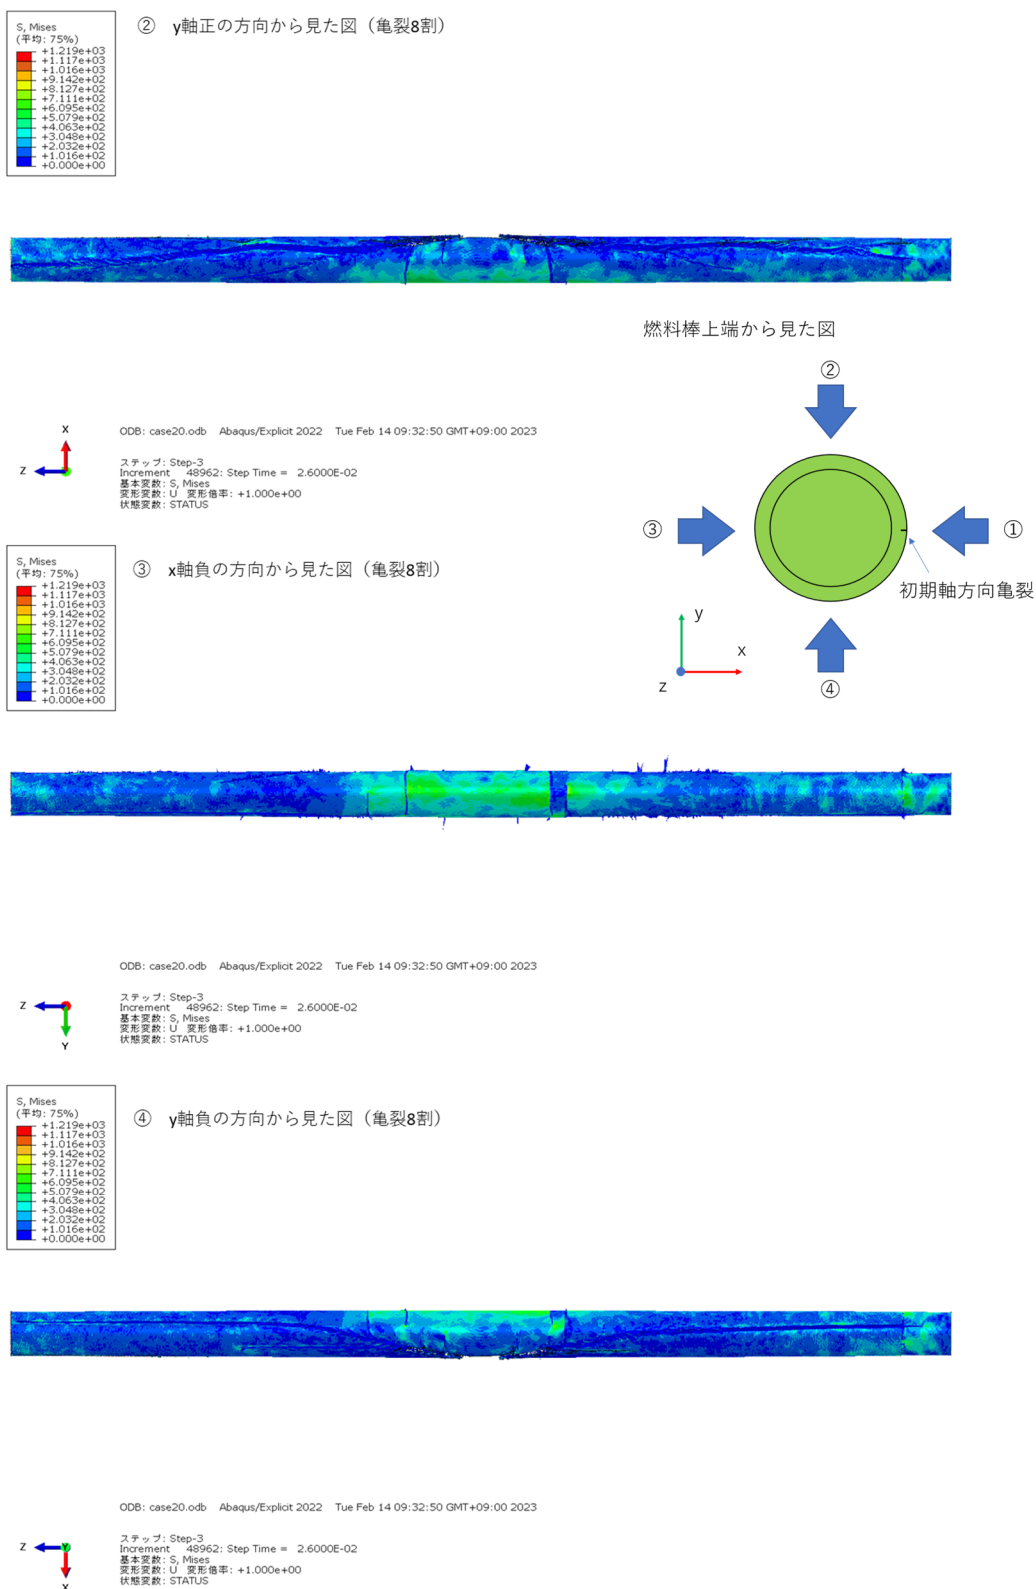 ② y軸正の方向から見た図（亀裂8割）
S, Mises
(平均: 75%)
+1.219e+03
+1.117e+03
+1.016e+03
+9.142e+02
+8.127e+02
+7.111e+02
+6.095e+02
+5.079e+02
+4.063e+02
+3.048e+02
+2.032e+02
+1.016e+02
+0.000e+00
燃料棒上端から見た図
②
③
①
初期軸方向亀裂
y
x
z
④
X
Z
ODB: case20.odb Abaqus/Explicit 2022 Tue Feb 14 09:32:50 GMT+09:00 2023
ステップ: Step-3
Increment 48962: Step Time = 2.6000E-02
基本変数: S, Mises
変形変数: U 変形倍率: +1.000e+00
状態変数: STATUS
③ x軸負の方向から見た図（亀裂8割）
S, Mises
(平均: 75%)
+1.219e+03
+1.117e+03
+1.016e+03
+9.142e+02
+8.127e+02
+7.111e+02
+6.095e+02
+5.079e+02
+4.063e+02
+3.048e+02
+2.032e+02
+1.016e+02
+0.000e+00
ODB: case20.odb Abaqus/Explicit 2022 Tue Feb 14 09:32:50 GMT+09:00 2023
Z
Y
ステップ: Step-3
Increment 48962: Step Time = 2.6000E-02
基本変数: S, Mises
変形変数: U 変形倍率: +1.000e+00
状態変数: STATUS
④ y軸負の方向から見た図（亀裂8割）
S, Mises
(平均: 75%)
+1.219e+03
+1.117e+03
+1.016e+03
+9.142e+02
+8.127e+02
+7.111e+02
+6.095e+02
+5.079e+02
+4.063e+02
+3.048e+02
+2.032e+02
+1.016e+02
+0.000e+00
ODB: case20.odb Abaqus/Explicit 2022 Tue Feb 14 09:32:50 GMT+09:00 2023
Z
Y
X
ステップ: Step-3
Increment 48962: Step Time = 2.6000E-02
基本変数: S, Mises
変形変数: U 変形倍率: +1.000e+00
状態変数: STATUS